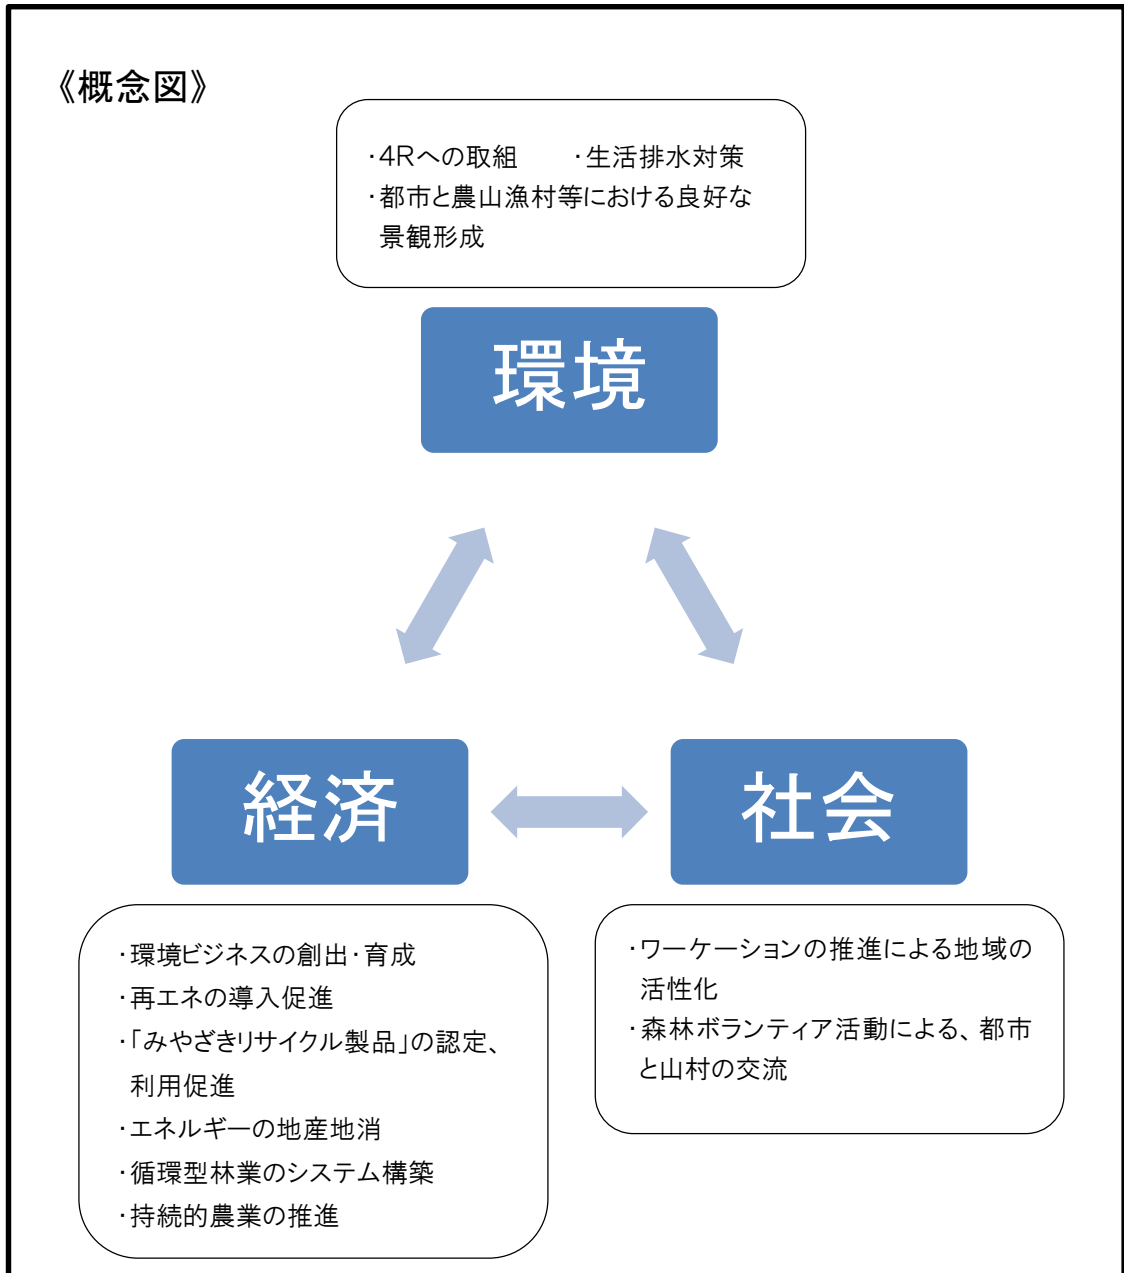 《概念図》
・4Rへの取組　　・生活排水対策
・都市と農山漁村等における良好な
景観形成
環境
経済
社会
・環境ビジネスの創出・育成
・再エネの導入促進
・「みやざきリサイクル製品」の認定、
利用促進
・エネルギーの地産地消
・循環型林業のシステム構築
・持続的農業の推進
・ワーケーションの推進による地域の
活性化
・森林ボランティア活動による、都市
と山村の交流